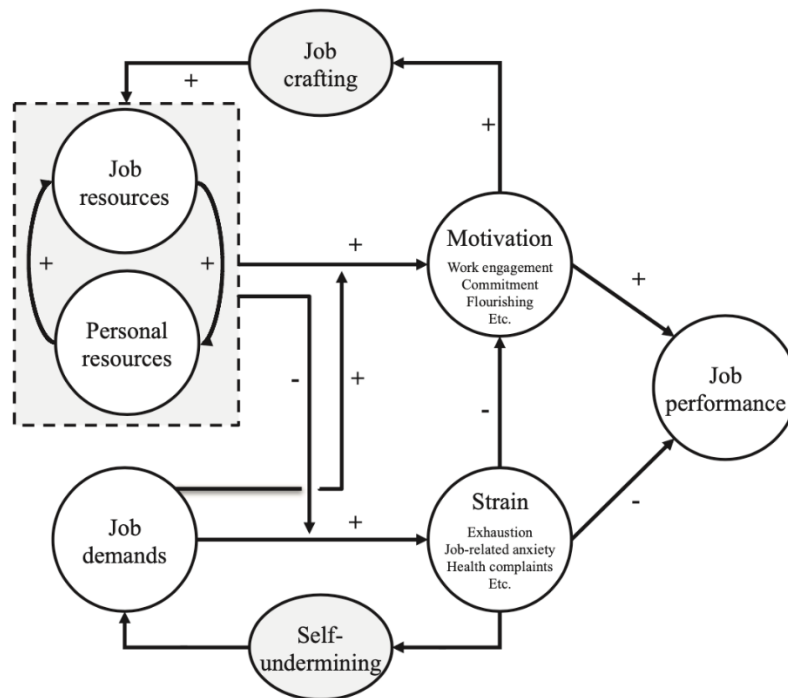 Job
crafting
+
+
Job
resources
+
+
Personal
resources
+
-
+
Motivation
Work engagement
Commitment
Flourishing
Etc.
+
Job
performance
-
-
Job
demands
+
Strain
Exhaustion
Job-related anxiety
Health complaints
Etc.
Self-
undermining